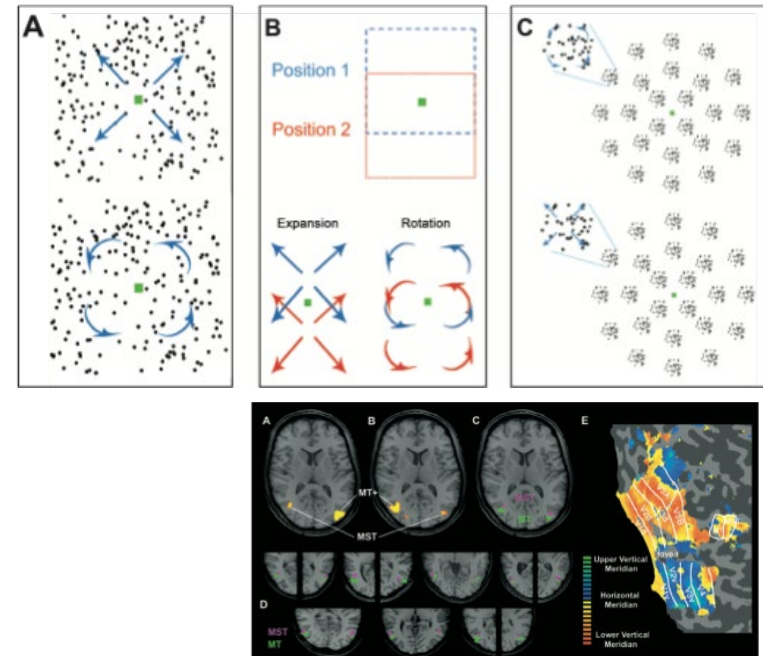 A
B
C
Position 1
Position 2
Expansion
Rotation
A
B
C
E
MT+
MST
MST
MT
D
MST
MT
Upper Vertical
Meridian
Horizontal
Meridian
Lower Vertical
Meridian
fovea
V3B